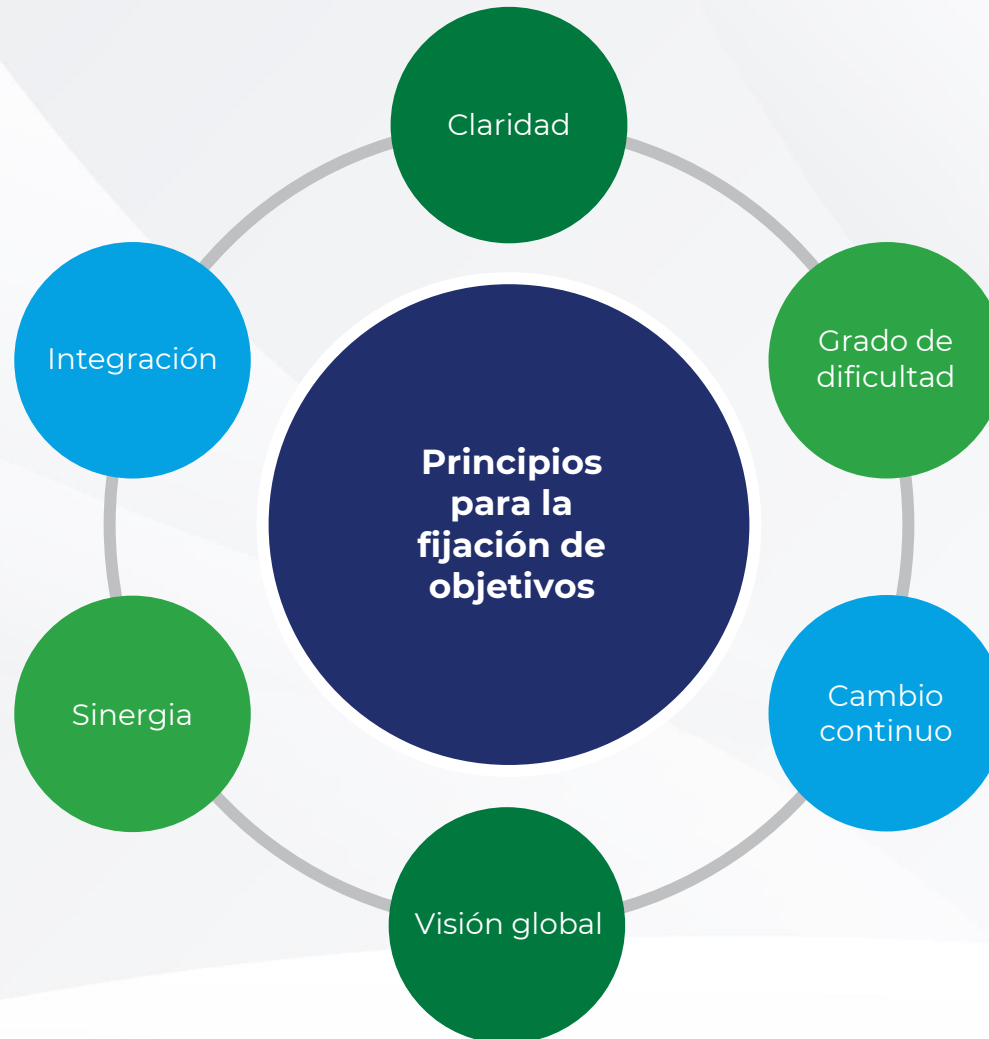 Claridad
Grado de
dificultad
Cambio
continuo
Visión global
Sinergia
Integración
Principios
para la
fijación de
objetivos